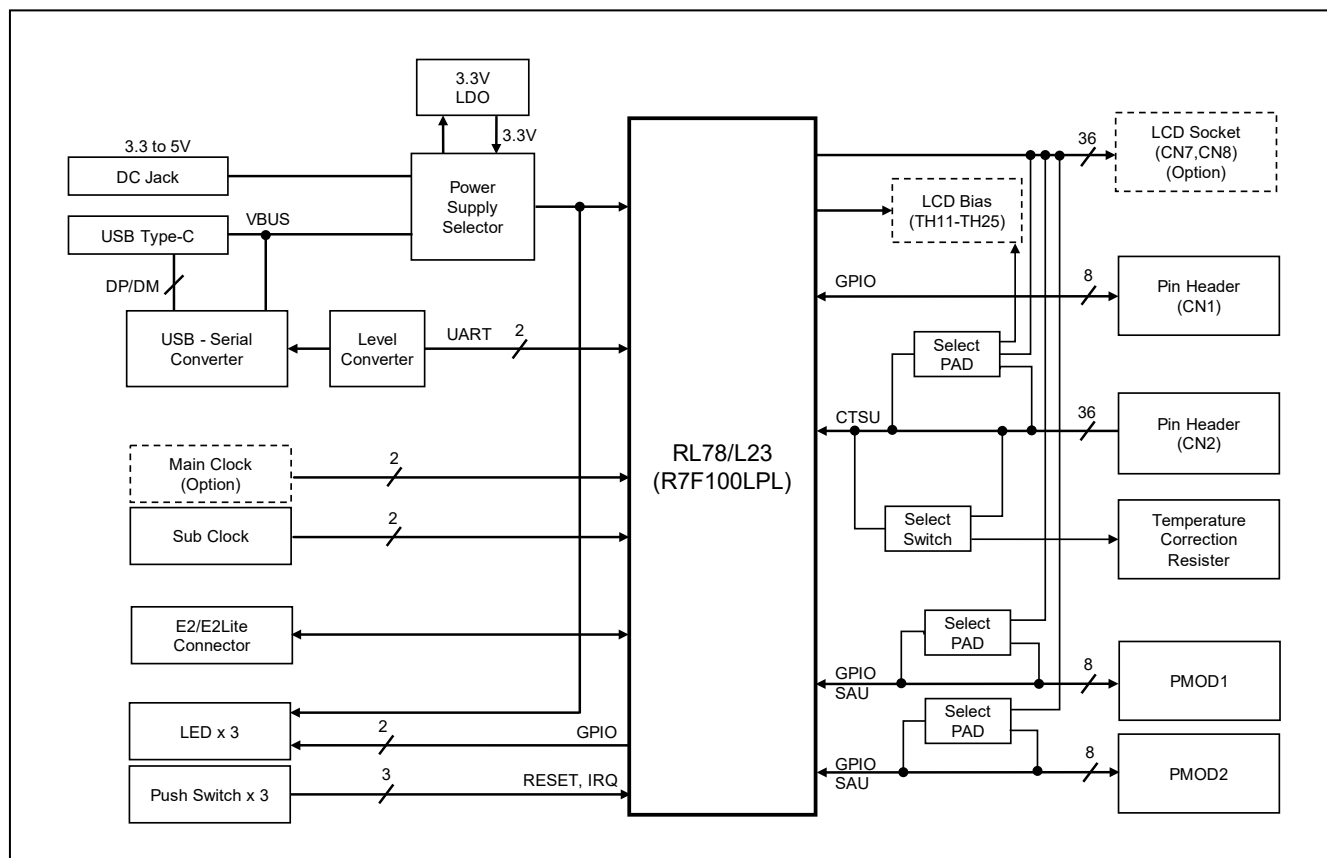 3.3V
LDO
3.3V
3.3 to 5V
DC Jack
Power
Supply
Selector
VBUS
USB Type-C
DP/DM
USB - Serial
Converter
Level
Converter
UART
2
Main Clock
(Option)
2
Sub Clock
2
E2/E2Lite
Connector
LED x 3
2
GPIO
Push Switch x 3
3
RESET, IRQ
RL78/L23
(R7F100LPL)
36
LCD Socket
(CN7,CN8)
(Option)
LCD Bias
(TH11-TH25)
GPIO
8
Pin Header
(CN1)
Select
PAD
CTSU
36
Pin Header
(CN2)
Select
Switch
Temperature
Correction
Resister
Select
PAD
GPIO
SAU
8
PMOD1
Select
PAD
GPIO
SAU
8
PMOD2